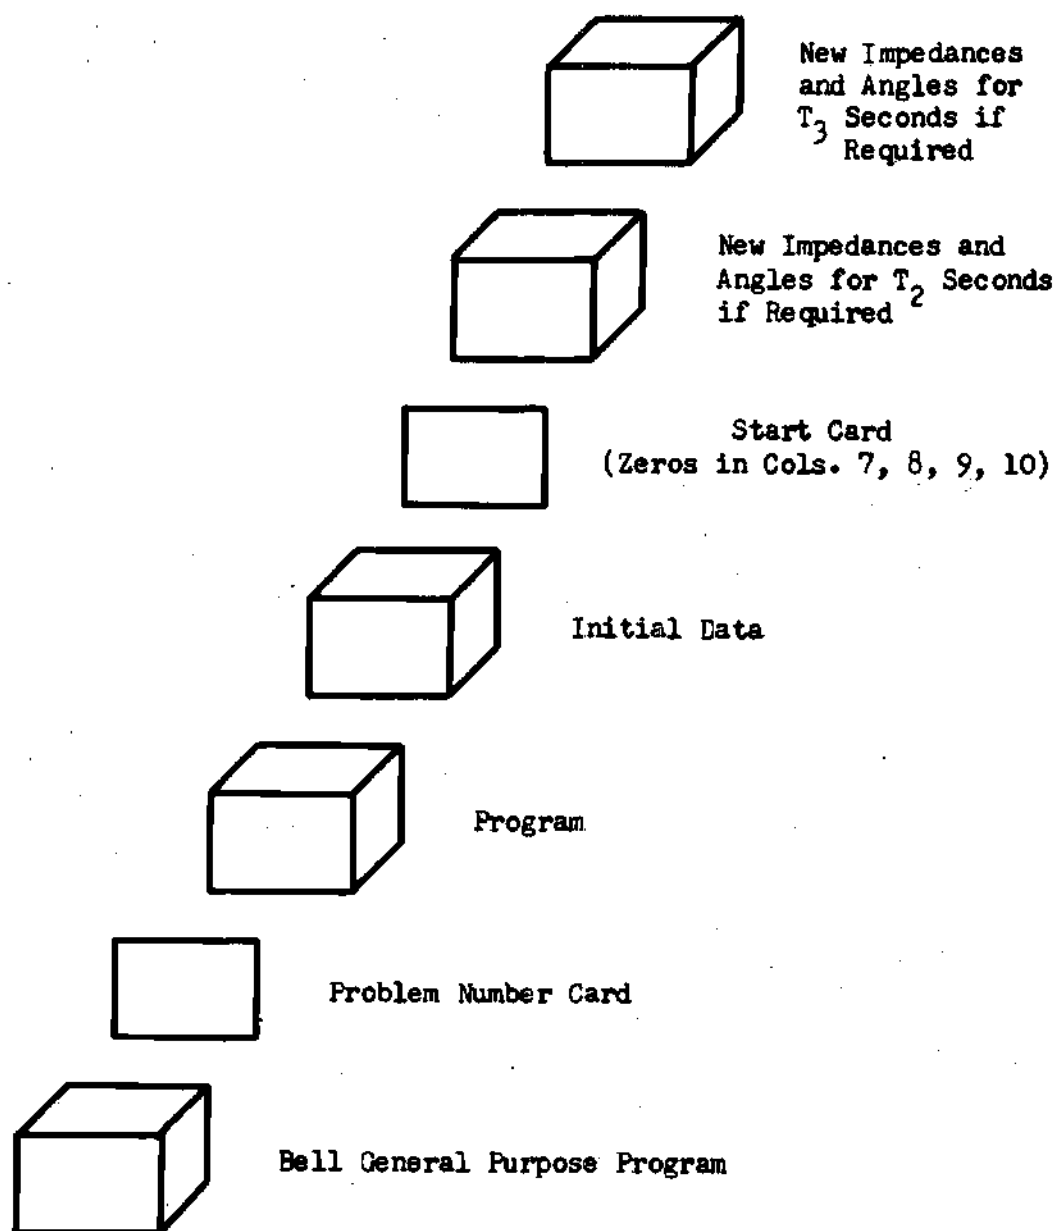 New Impedances
and Angles for
T3 Seconds if
Required
New Impedances and
Angles for T2 Seconds
if Required
Start Card
(Zeros in Cols. 7, 8, 9, 10)
Initial Data
Program
Problem Number Card
Bell General Purpose Program